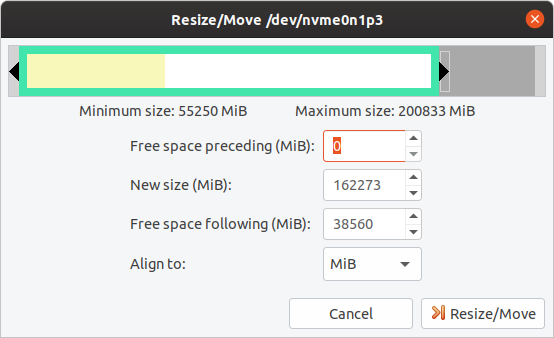 Resize/Move /dev/nvme0n1p3
Minimum size: 55250 MiB Maximum size: 200833 MiB
Free space preceding (MiB): 0
New size (MiB): 162273
Free space following (MiB): 38560
Align to: MiB
Cancel Resize/Move